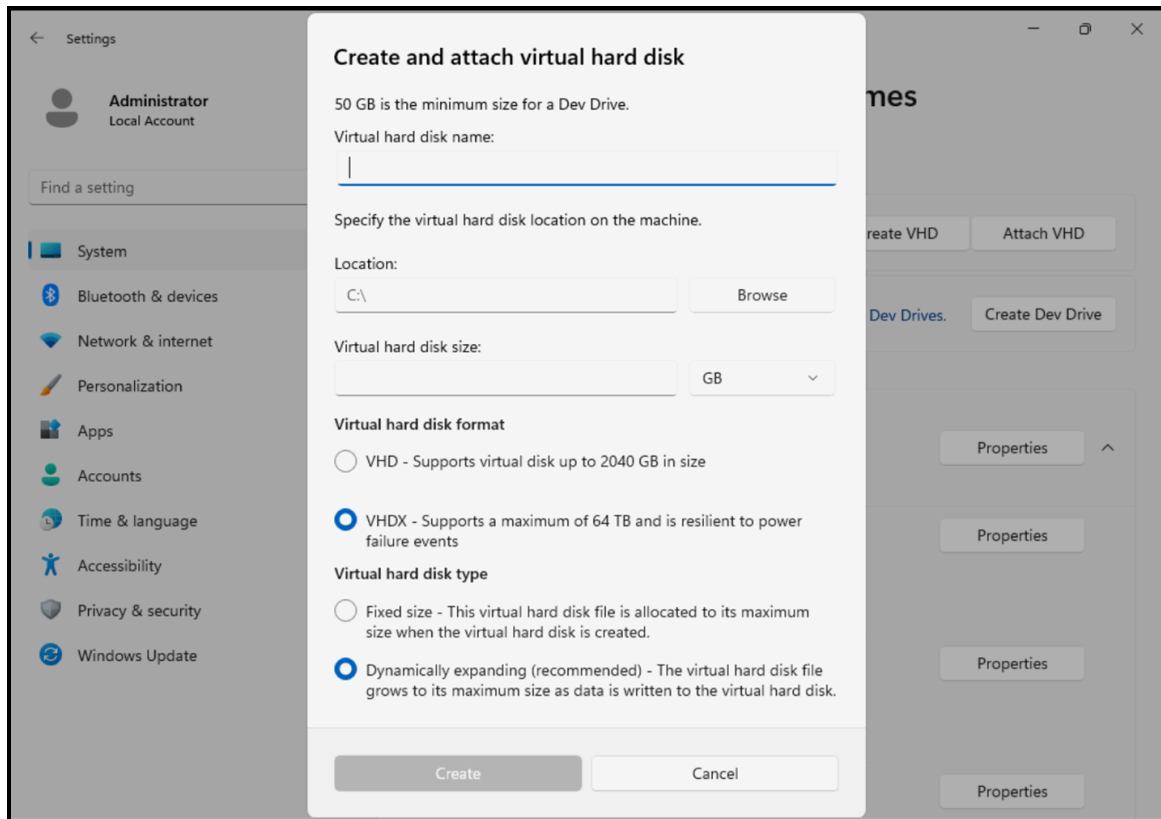 Settings
Administrator
Local Account
Find a setting
System
Bluetooth & devices
Network & internet
Personalization
Apps
Accounts
Time & language
Accessibility
Privacy & security
Windows Update
Create and attach virtual hard disk
50 GB is the minimum size for a Dev Drive.
Virtual hard disk name:
Specify the virtual hard disk location on the machine.
Location:
C:\
Browse
Virtual hard disk size:
GB
Virtual hard disk format
VHD - Supports virtual disk up to 2040 GB in size
VHDX - Supports a maximum of 64 TB and is resilient to power
failure events
Virtual hard disk type
Fixed size - This virtual hard disk file is allocated to its maximum
size when the virtual hard disk is created.
Dynamically expanding (recommended) - The virtual hard disk file
grows to its maximum size as data is written to the virtual hard disk.
Create
Cancel
mes
reate VHD
Attach VHD
Dev Drives.
Create Dev Drive
Properties
Properties
Properties
Properties